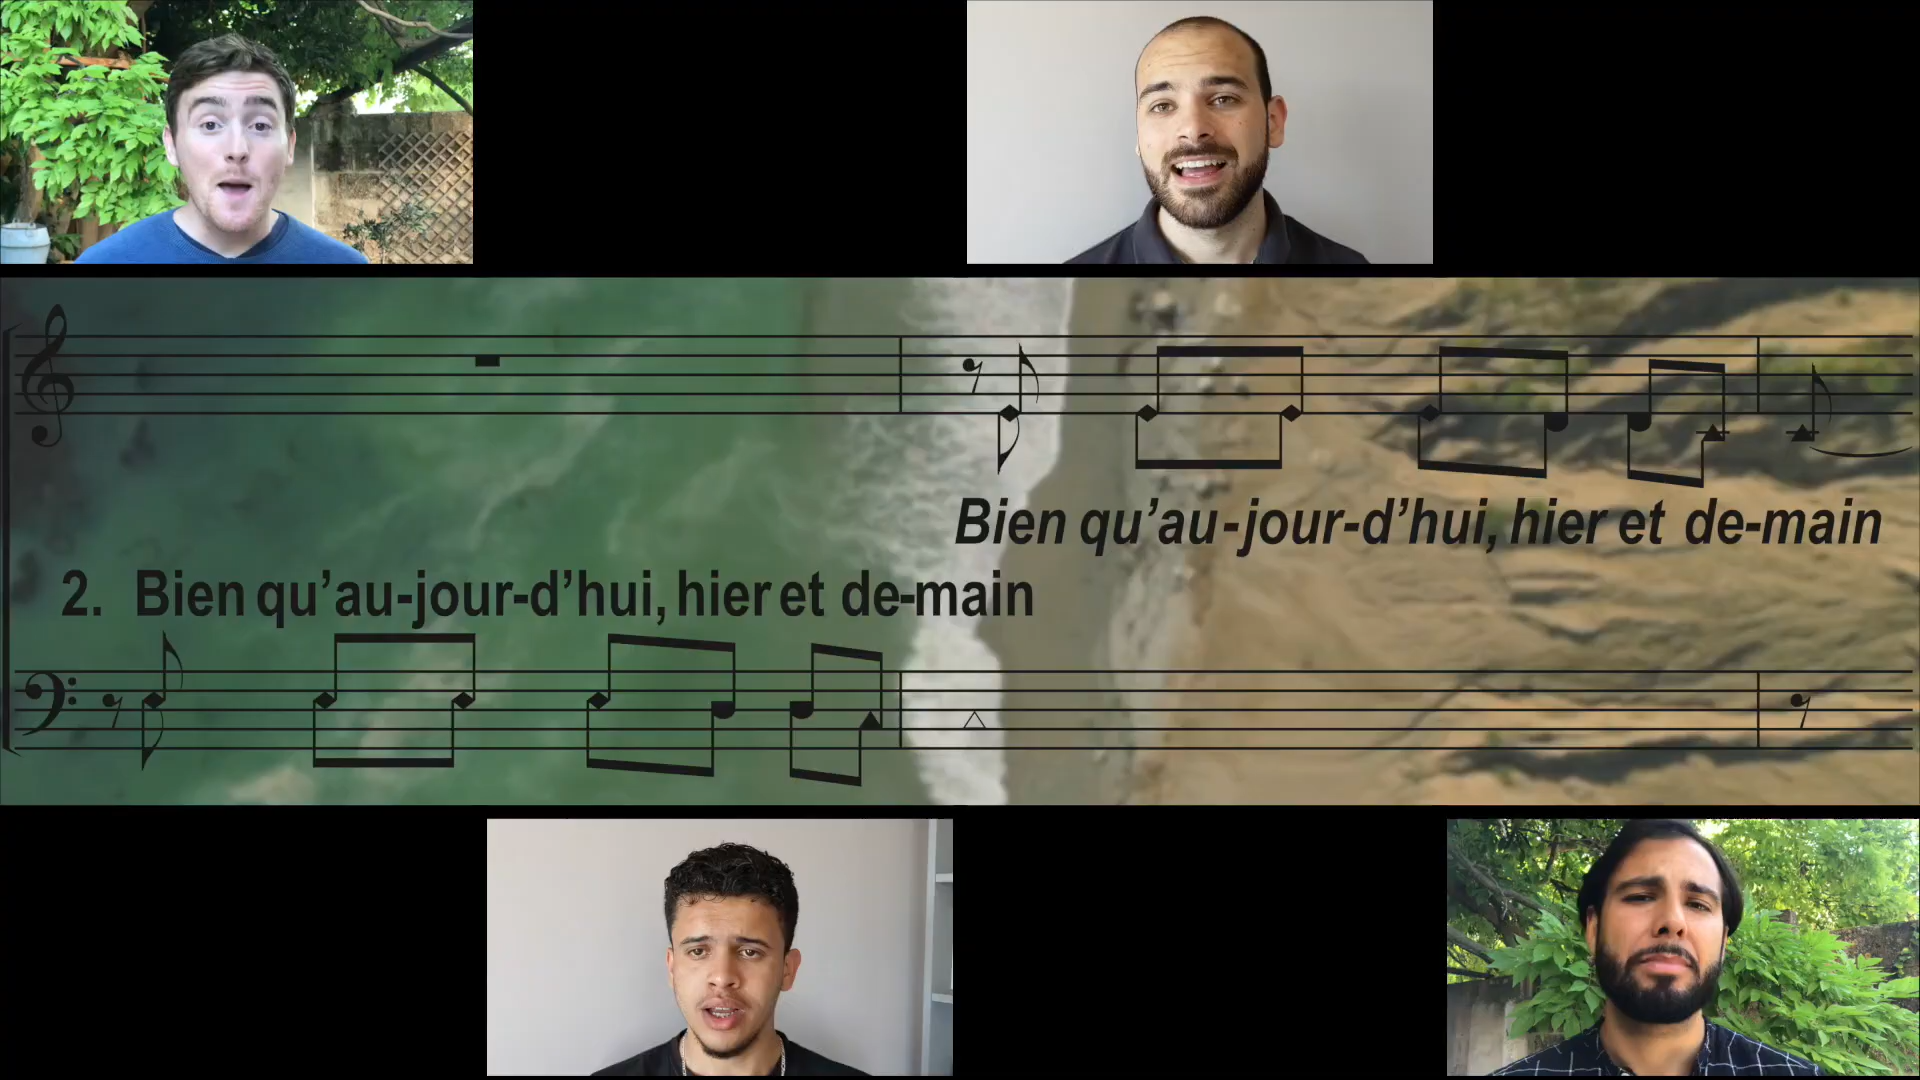 Bien qu’au-jour-d’hui, hier et de-main
2. Bien qu’au-jour-d’hui, hier et de-main